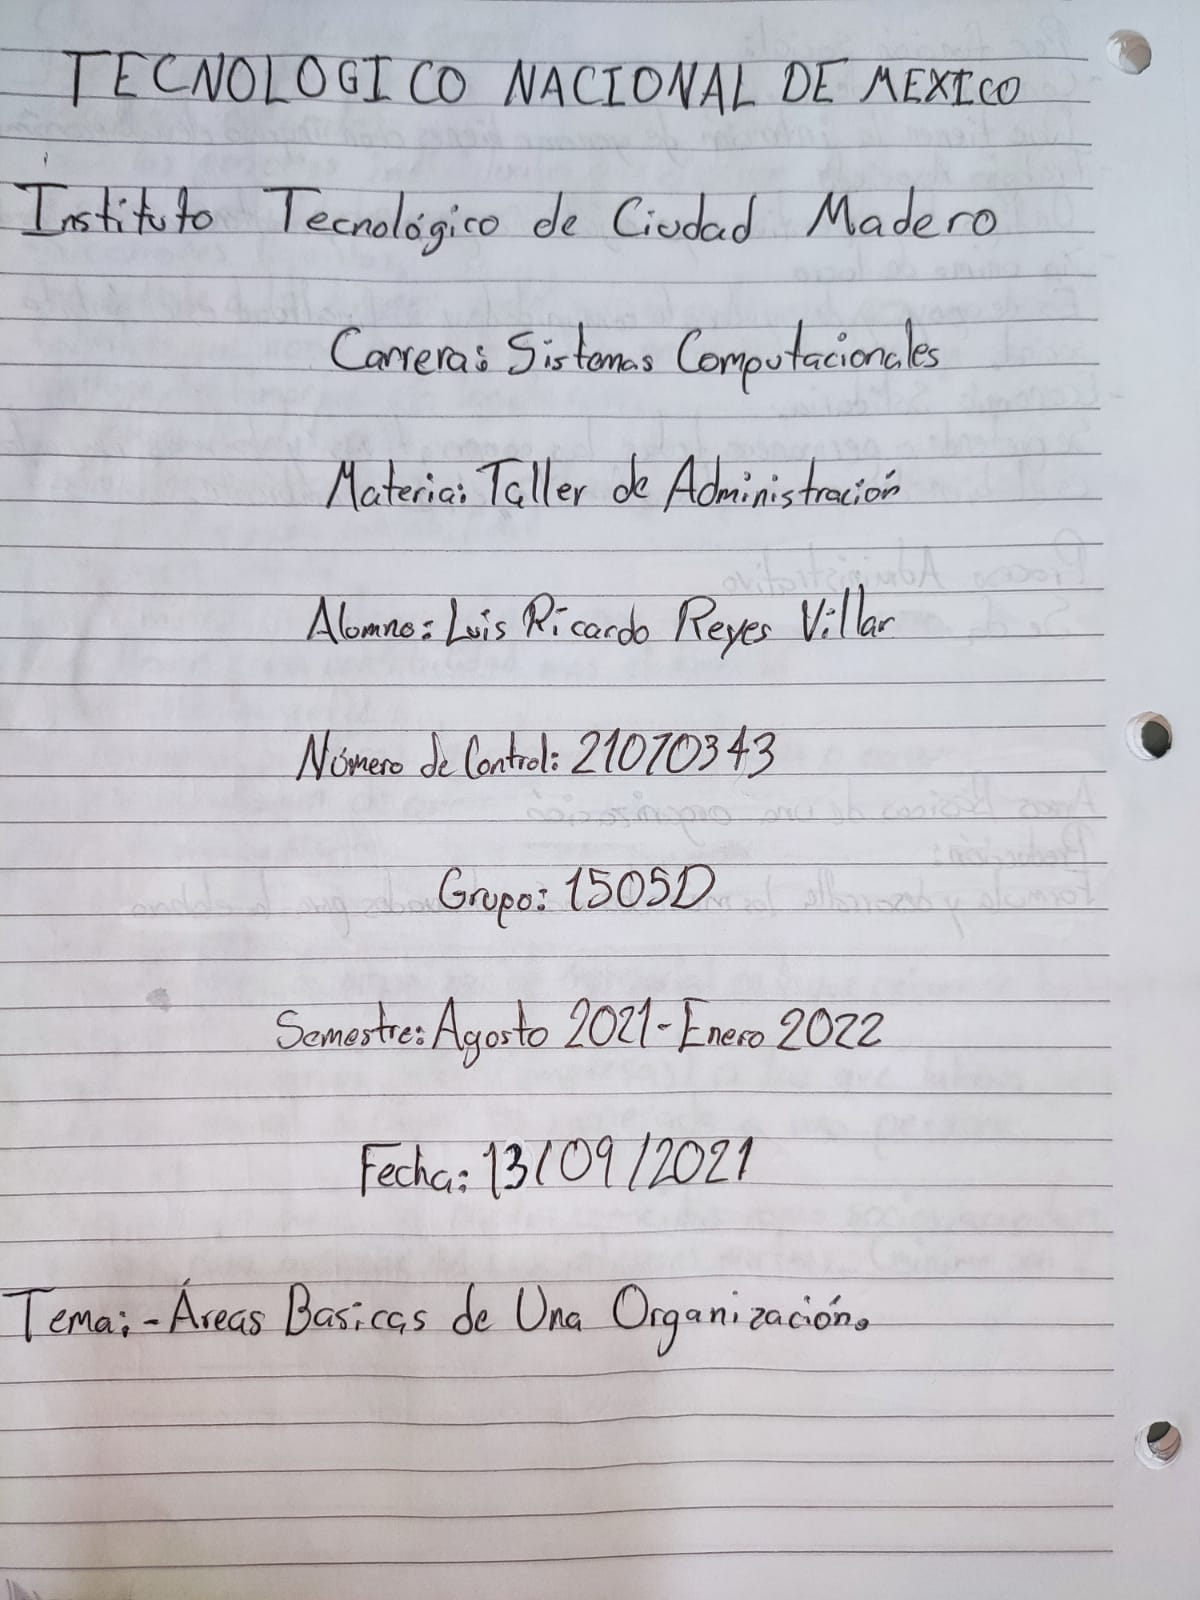 TECNOLOGICO NACIONAL DE MEXICO
Instituto Tecnológico de Ciudad Madero
Carrera: Sistemas Computacionales
Materia: Taller de Administración
Alumno: Luis Ricardo Reyes Villar
Número de Control: 21070343
Grupo: 1505D
Semestre: Agosto 2021-Enero 2022
Fecha: 13/09/2021
Tema: -Áreas Basicas de Una Organización.